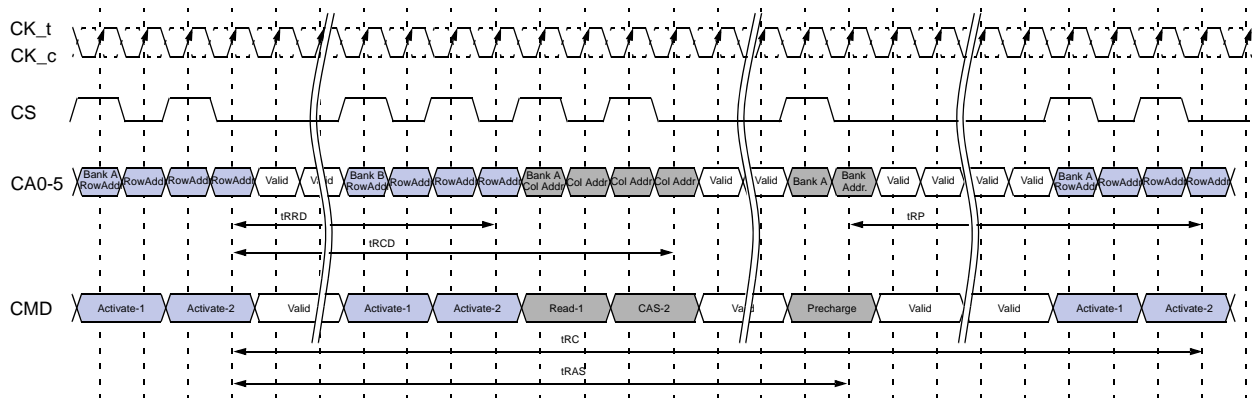 CK_t
CK_c
CS
CA0-5
Bank A RowAddr
RowAddr
RowAddr
RowAddr
Valid
Valid
Bank B RowAddr
RowAddr
RowAddr
RowAddr
Bank A Col Addr
Col Addr
Col Addr
Col Addr
Valid
Valid
Bank A
Bank Addr.
Valid
Valid
Valid
Valid
Bank A RowAddr
RowAddr
RowAddr
RowAddr
tRRD
tRP
tRCD
CMD
Activate-1
Activate-2
Valid
Activate-1
Activate-2
Read-1
CAS-2
Valid
Precharge
Valid
Valid
Activate-1
Activate-2
tRC
tRAS